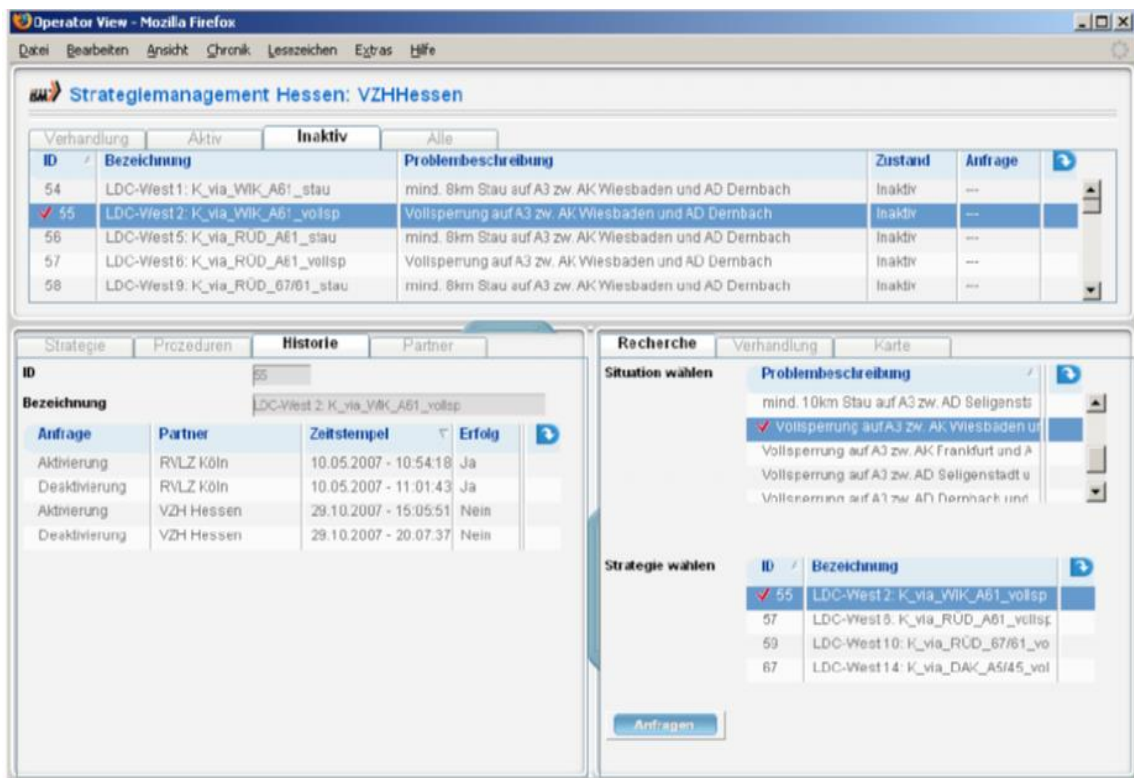 Operator View - Mozilla Firefox
Datei Bearbeiten Ansicht Chronik Lesezeichen Extras Hilfe
Strategiemanagement Hessen: VZHHessen
Verhandlung Aktiv Inaktiv Alle
ID Bezeichnung Problembeschreibung Zustand Anfrage
54 LDC-West 1: K_via_WIK_A61_stau mind. 8km Stau auf A3 zw. AK Wiesbaden und AD Dernbach Inaktiv ---
55 LDC-West 2: K_via_WIK_A61_vollsp Vollsperrung auf A3 zw. AK Wiesbaden und AD Dernbach Inaktiv ---
56 LDC-West 5: K_via_RÜD_A61_stau mind. 8km Stau auf A3 zw. AK Wiesbaden und AD Dernbach Inaktiv ---
57 LDC-West 6: K_via_RÜD_A61_vollsp Vollsperrung auf A3 zw. AK Wiesbaden und AD Dernbach Inaktiv ---
58 LDC-West 9: K_via_RÜD_67/61_stau mind. 8km Stau auf A3 zw. AK Wiesbaden und AD Dernbach Inaktiv ---
Strategie Prozeduren Historie Partner
ID 55
Bezeichnung LDC-West 2: K_via_WIK_A61_vollsp
Anfrage Partner Zeitstempel Erfolg
Aktivierung RVLZ Köln 10.05.2007 - 10:54:18 Ja
Deaktivierung RVLZ Köln 10.05.2007 - 11:01:43 Ja
Aktivierung VZH Hessen 29.10.2007 - 15:05:51 Nein
Deaktivierung VZH Hessen 29.10.2007 - 20:07:37 Nein
Recherche Verhandlung Karte
Situation wählen Problembeschreibung
mind. 10km Stau auf A3 zw. AD Seligensta
Vollsperrung auf A3 zw. AK Wiesbaden un
Vollsperrung auf A3 zw. AK Frankfurt und A
Vollsperrung auf A3 zw. AD Seligenstadt u
Vollsperrung auf A3 zw. AD Dernbach und
Strategie wählen ID Bezeichnung
55 LDC-West 2: K_via_WIK_A61_vollsp
57 LDC-West 6: K_via_RÜD_A61_vollsp
59 LDC-West 10: K_via_RÜD_67/61_vo
67 LDC-West 14: K_via_DAK_A5/45_vol
Anfragen